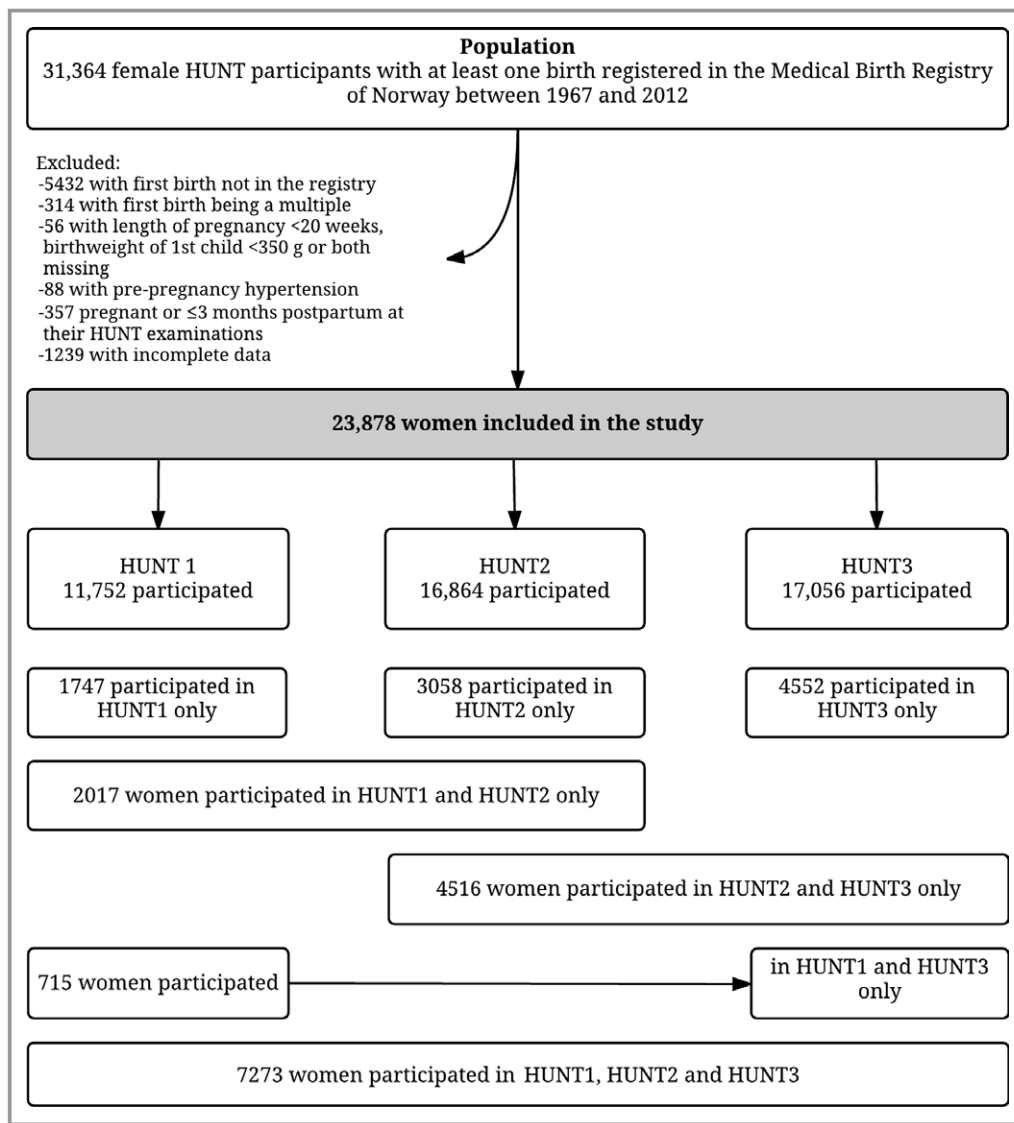 Population
31,364 female HUNT participants with at least one birth registered in the Medical Birth Registry
of Norway between 1967 and 2012
Excluded:
-5432 with first birth not in the registry
-314 with first birth being a multiple
-56 with length of pregnancy <20 weeks,
birthweight of 1st child <350 g or both
missing
-88 with pre-pregnancy hypertension
-357 pregnant or ≤3 months postpartum at
their HUNT examinations
-1239 with incomplete data
23,878 women included in the study
HUNT 1
11,752 participated
HUNT2
16,864 participated
HUNT3
17,056 participated
1747 participated in
HUNT1 only
3058 participated in
HUNT2 only
4552 participated in
HUNT3 only
2017 women participated in HUNT1 and HUNT2 only
4516 women participated in HUNT2 and HUNT3 only
715 women participated
in HUNT1 and HUNT3
only
7273 women participated in HUNT1, HUNT2 and HUNT3